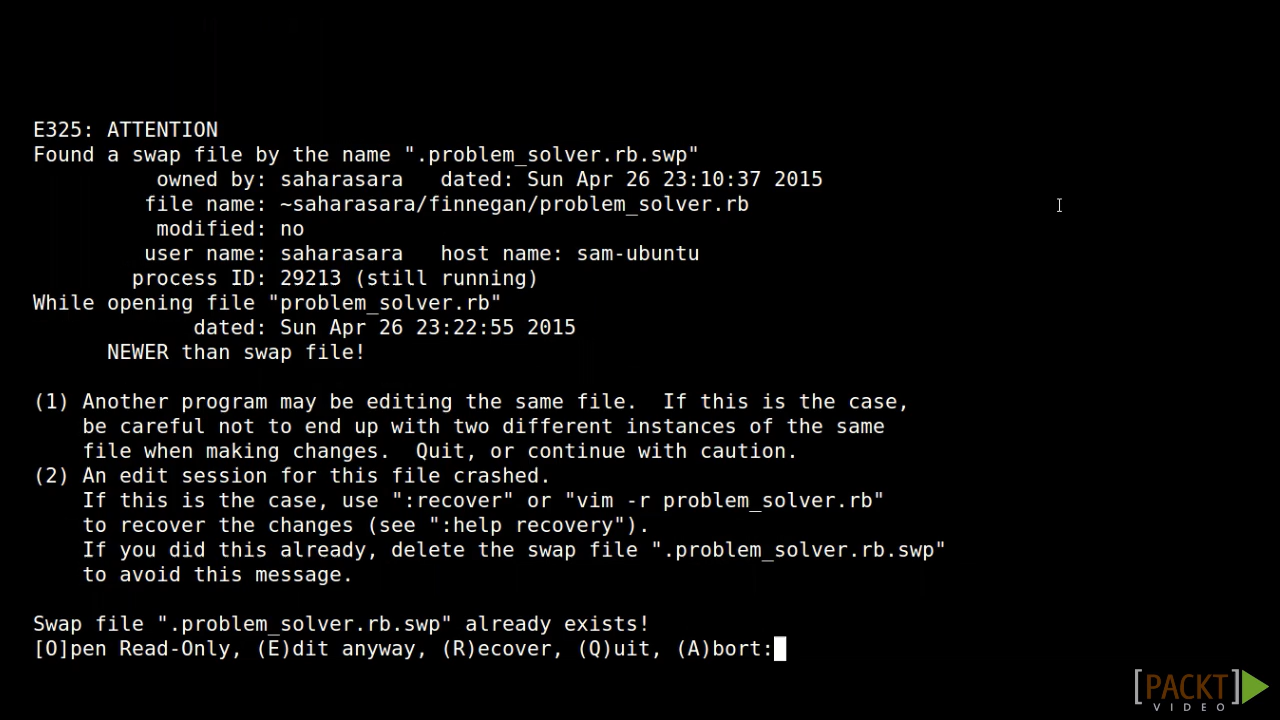 E325: ATTENTION
Found a swap file by the name ".problem_solver.rb.swp"
owned by: saharasara   dated: Sun Apr 26 23:10:37 2015
file name: ~saharasara/finnegan/problem_solver.rb
modified: no
user name: saharasara   host name: sam-ubuntu
process ID: 29213 (still running)
While opening file "problem_solver.rb"
dated: Sun Apr 26 23:22:55 2015
NEWER than swap file!
(1) Another program may be editing the same file.  If this is the case,
be careful not to end up with two different instances of the same
file when making changes.  Quit, or continue with caution.
(2) An edit session for this file crashed.
If this is the case, use ":recover" or "vim -r problem_solver.rb"
to recover the changes (see ":help recovery").
If you did this already, delete the swap file ".problem_solver.rb.swp"
to avoid this message.
Swap file ".problem_solver.rb.swp" already exists!
[O]pen Read-Only, (E)dit anyway, (R)ecover, (Q)uit, (A)bort:
[PACKT]
VIDEO